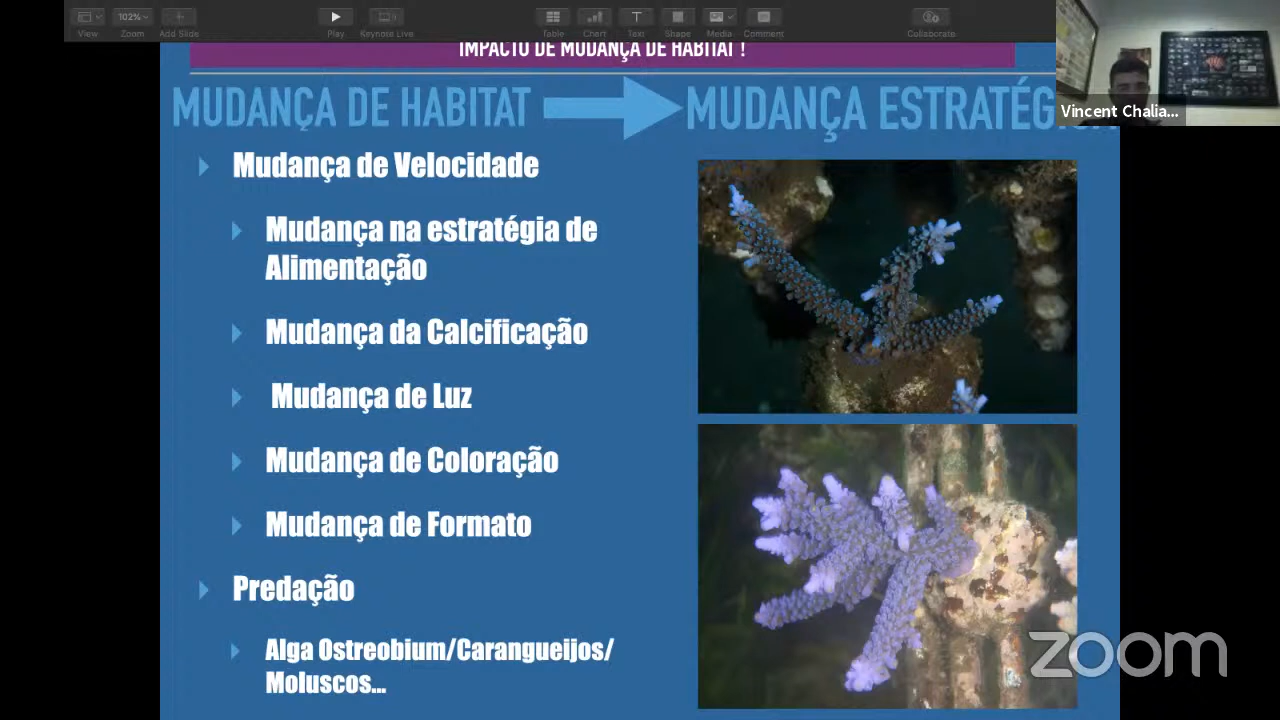 102%
View
Zoom
Add Slide
Play
Keynote Live
Table
Chart
Text
Shape
Media
Comment
Collaborate
Vincent Chalia...
IMPACTO DE MUDANÇA DE HABITAT !
MUDANÇA DE HABITAT
MUDANÇA ESTRATÉG
Mudança de Velocidade
Mudança na estratégia de
Alimentação
Mudança da Calcificação
Mudança de Luz
Mudança de Coloração
Mudança de Formato
Predação
Alga Ostreobium/Carangueijos/
Moluscos...
zoom